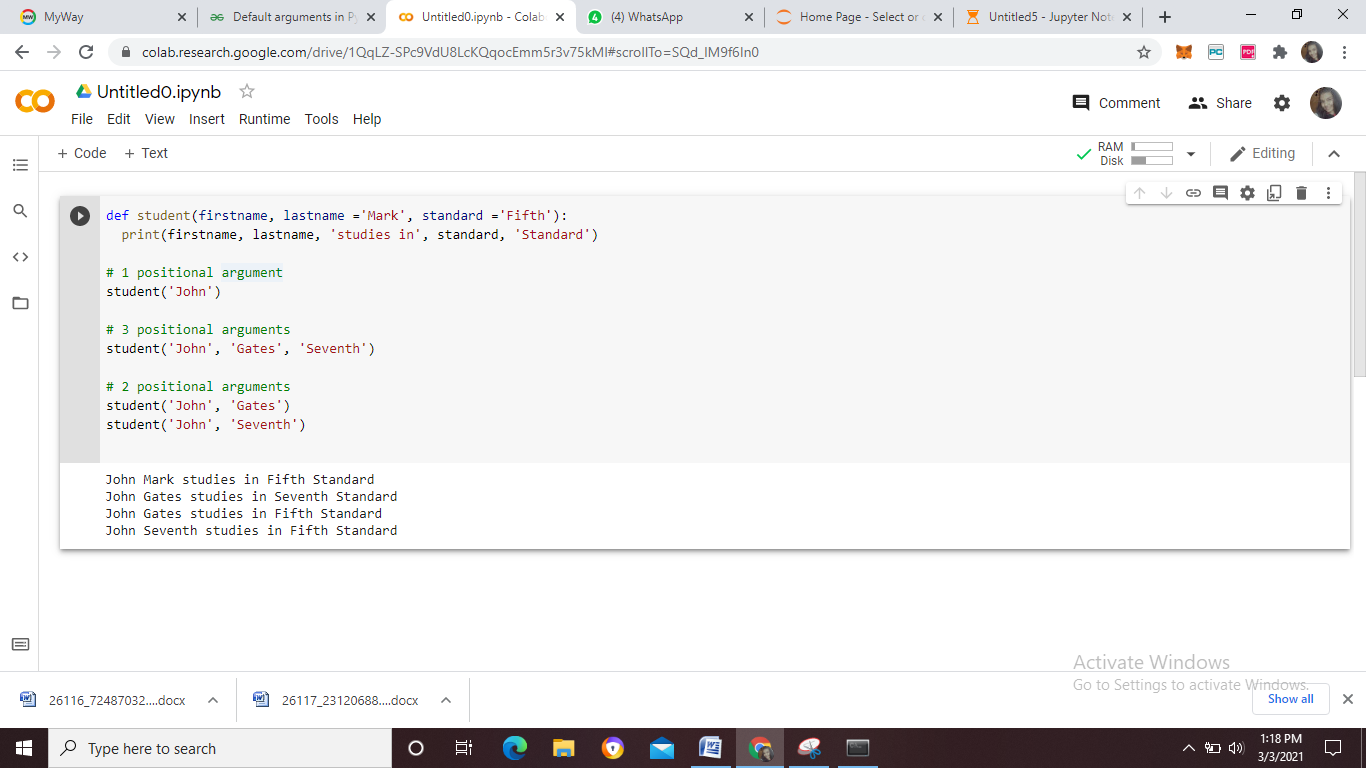 MyWay
Default arguments in P
Untitled0.ipynb - Colab
(4) WhatsApp
Home Page - Select or
Untitled5 - Jupyter Note
colab.research.google.com/drive/1QqLZ-SPc9VdU8LcKQqocEmm5r3v75kMI#scrollTo=SQd_IM9f6In0
Untitled0.ipynb
File Edit View Insert Runtime Tools Help
Comment
Share
+ Code + Text
RAM
Disk
Editing
def student(firstname, lastname ='Mark', standard ='Fifth'):
print(firstname, lastname, 'studies in', standard, 'Standard')
# 1 positional argument
student('John')
# 3 positional arguments
student('John', 'Gates', 'Seventh')
# 2 positional arguments
student('John', 'Gates')
student('John', 'Seventh')
John Mark studies in Fifth Standard
John Gates studies in Seventh Standard
John Gates studies in Fifth Standard
John Seventh studies in Fifth Standard
Activate Windows
Go to Settings to activate Windows.
26116_72487032....docx
26117_23120688....docx
Show all
Type here to search
1:18 PM
3/3/2021